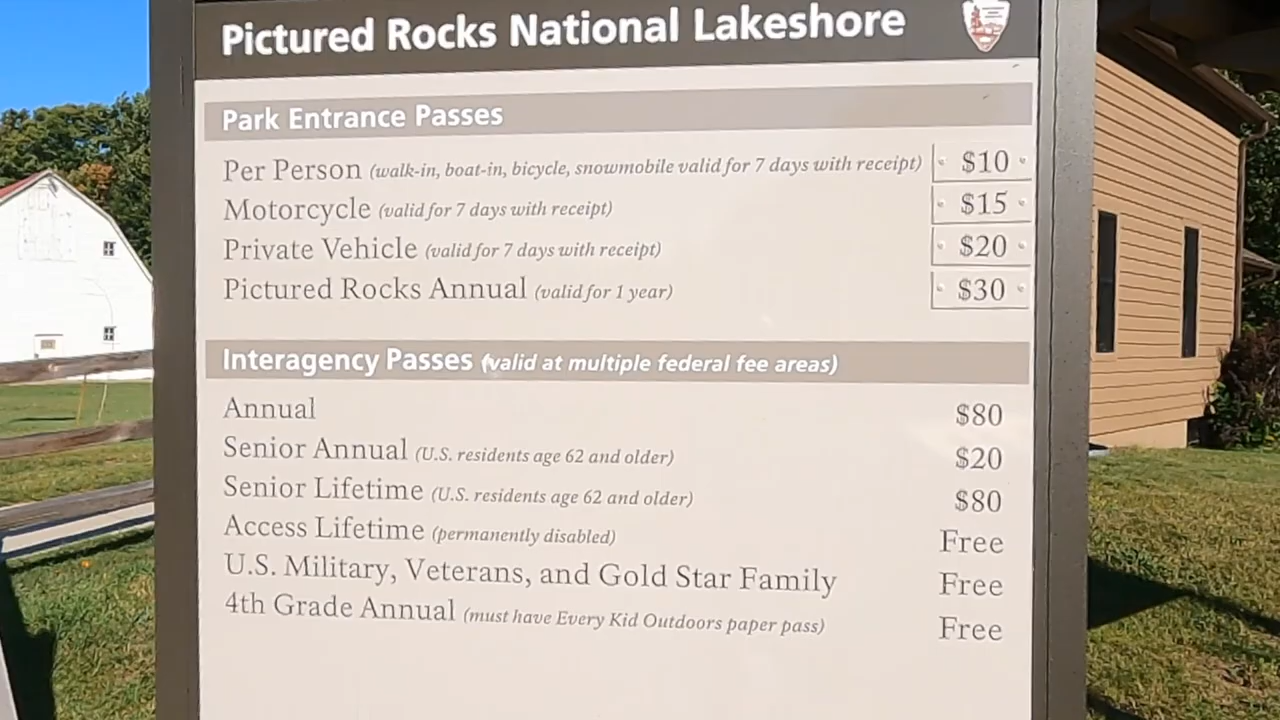 Pictured Rocks National Lakeshore
Park Entrance Passes
Per Person (walk-in, boat-in, bicycle, snowmobile valid for 7 days with receipt) $10
Motorcycle (valid for 7 days with receipt) $15
Private Vehicle (valid for 7 days with receipt) $20
Pictured Rocks Annual (valid for 1 year) $30
Interagency Passes (valid at multiple federal fee areas)
Annual $80
Senior Annual (U.S. residents age 62 and older) $20
Senior Lifetime (U.S. residents age 62 and older) $80
Access Lifetime (permanently disabled) Free
U.S. Military, Veterans, and Gold Star Family Free
4th Grade Annual (must have Every Kid Outdoors paper pass) Free